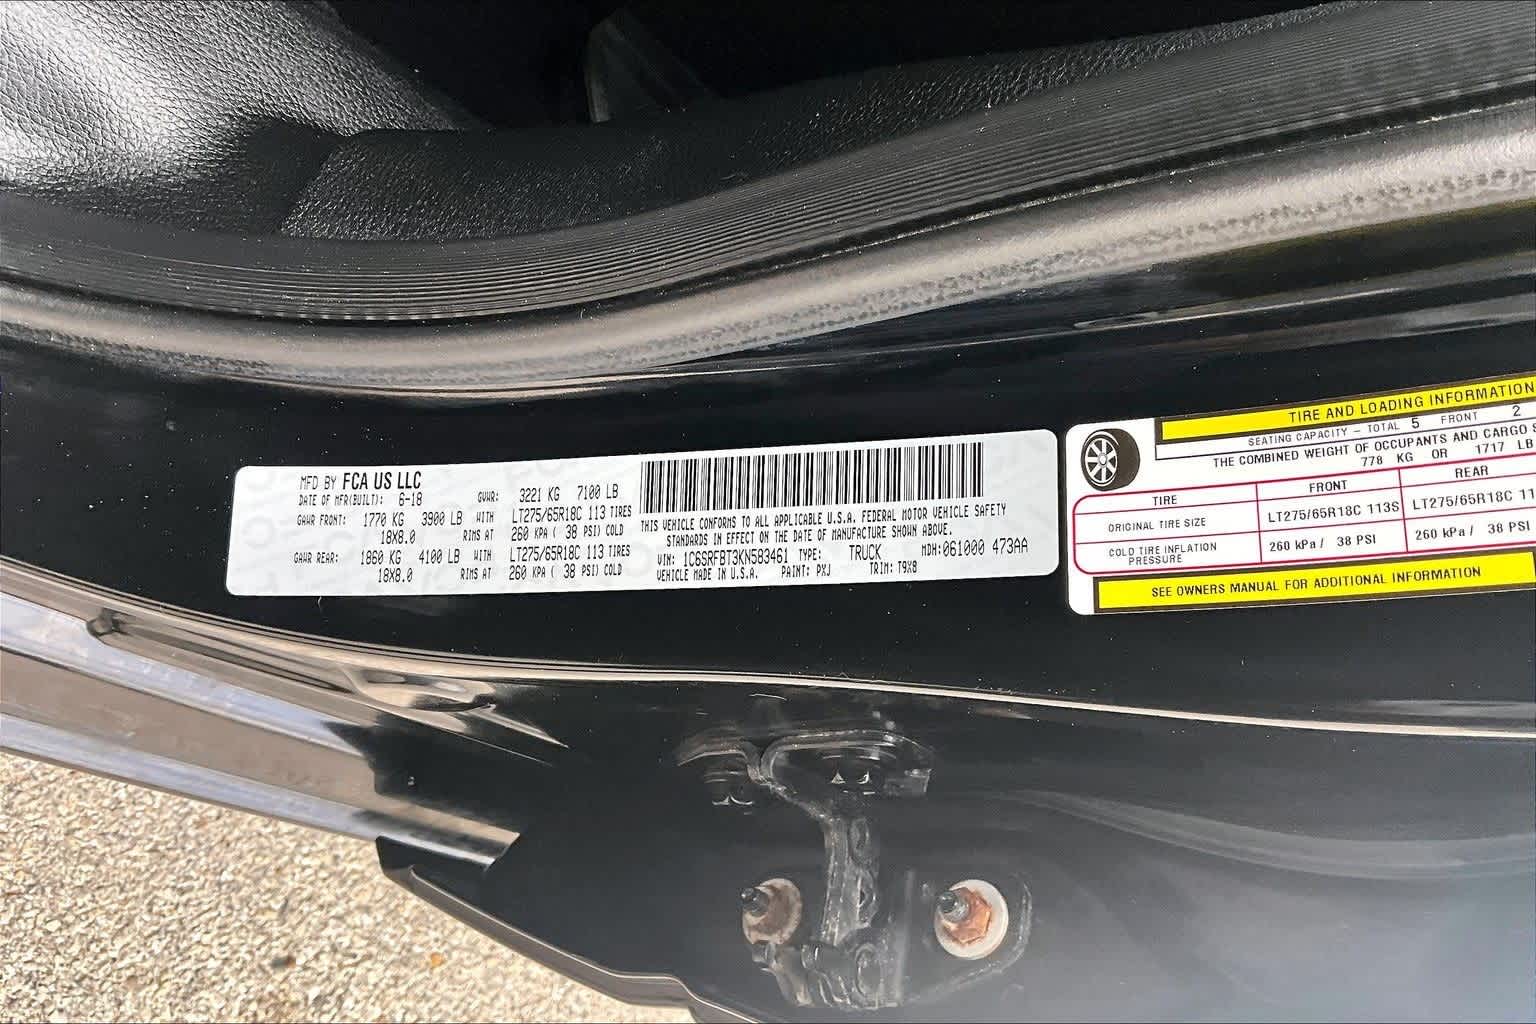 MFD BY FCA US LLC
DATE OF MFR(BUILT): 6-18 GVWR: 3221 KG 7100 LB
GAWR FRONT: 1770 KG 3900 LB WITH LT275/65R18C 113 TIRES
18X8.0 RIMS AT 260 KPA ( 38 PSI) COLD
GAWR REAR: 1860 KG 4100 LB WITH LT275/65R18C 113 TIRES
18X8.0 RIMS AT 260 KPA ( 38 PSI) COLD
THIS VEHICLE CONFORMS TO ALL APPLICABLE U.S.A. FEDERAL MOTOR VEHICLE SAFETY
STANDARDS IN EFFECT ON THE DATE OF MANUFACTURE SHOWN ABOVE.
VIN: 1C6SRFBT3KN583461 TYPE: TRUCK MDH:061000 473AA
VEHICLE MADE IN U.S.A. PAINT: PXJ TRIM: T9X8
TIRE AND LOADING INFORMATION
SEATING CAPACITY – TOTAL 5 FRONT 2
THE COMBINED WEIGHT OF OCCUPANTS AND CARGO S
778 KG OR 1717 LB
TIRE FRONT REAR
ORIGINAL TIRE SIZE LT275/65R18C 113S LT275/65R18C 11
COLD TIRE INFLATION PRESSURE 260 kPa / 38 PSI 260 kPa / 38 PSI
SEE OWNERS MANUAL FOR ADDITIONAL INFORMATION